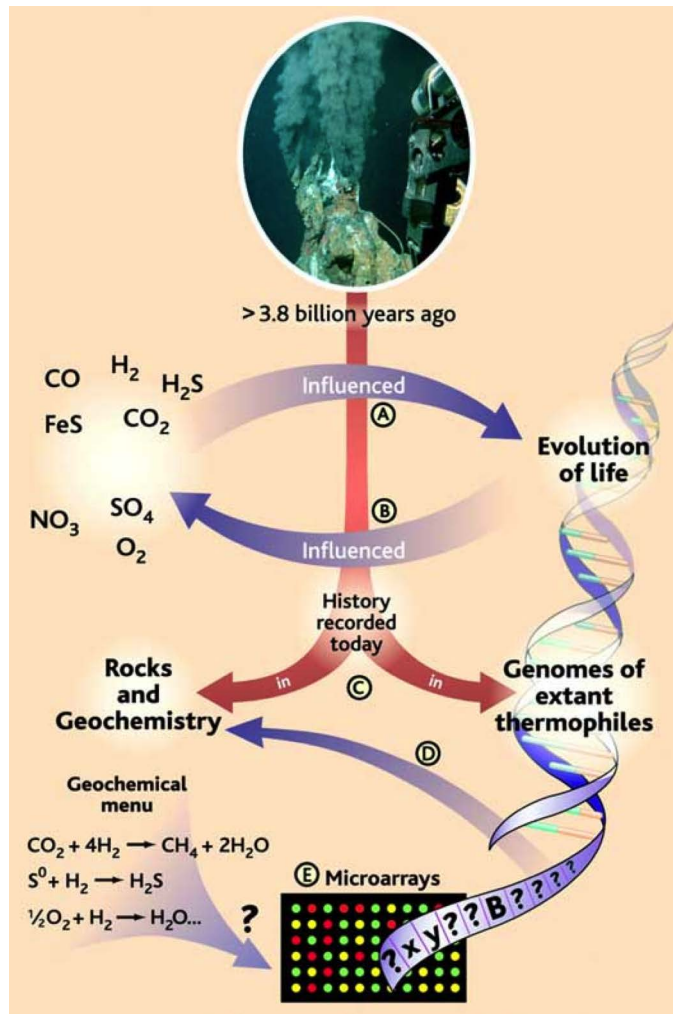 > 3.8 billion years ago
CO
H₂
H₂S
FeS
CO₂
Influenced
A
Evolution
of life
NO₃
SO₄
O₂
B
Influenced
History
recorded
today
in
C
in
Rocks
and
Geochemistry
Genomes of
extant
thermophiles
D
Geochemical
menu
CO₂ + 4H₂ → CH₄ + 2H₂O
S⁰ + H₂ → H₂S
½O₂ + H₂ → H₂O...
?
E Microarrays
? x y ? ? B ? ? ? ?